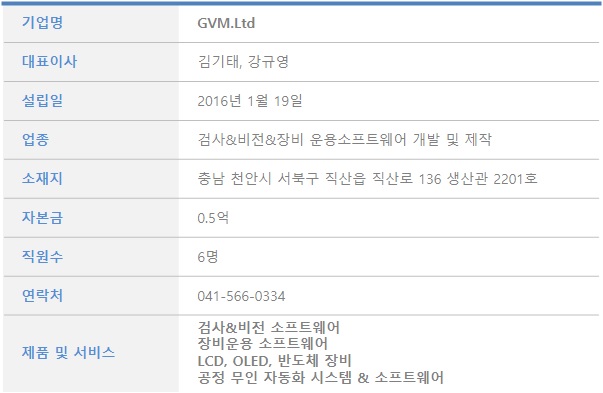 기업명 GVM.Ltd
대표이사 김기태, 강규영
설립일 2016년 1월 19일
업종 검사&비전&장비 운용소프트웨어 개발 및 제작
소재지 충남 천안시 서북구 직산읍 직산로 136 생산관 2201호
자본금 0.5억
직원수 6명
연락처 041-566-0334
제품 및 서비스 검사&비전 소프트웨어
장비운용 소프트웨어
LCD, OLED, 반도체 장비
공정 무인 자동화 시스템 & 소프트웨어